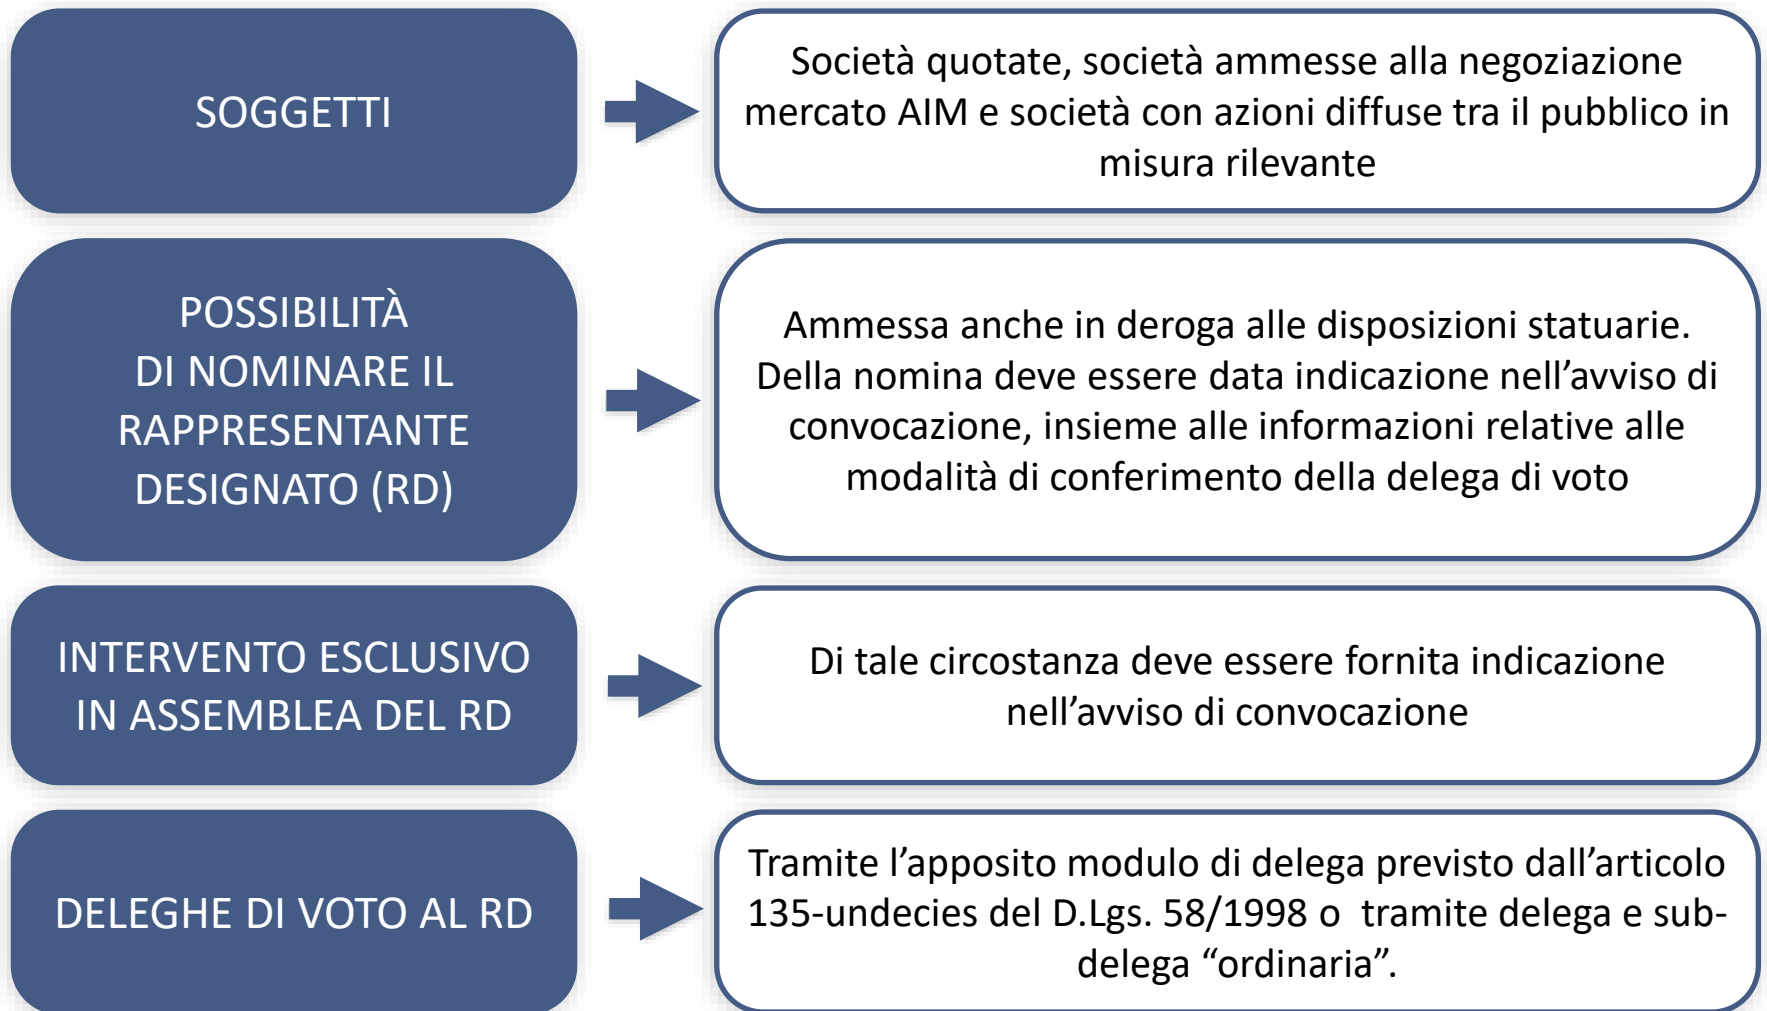 SOGGETTI
Società quotate, società ammesse alla negoziazione
mercato AIM e società con azioni diffuse tra il pubblico in
misura rilevante
POSSIBILITÀ
DI NOMINARE IL
RAPPRESENTANTE
DESIGNATO (RD)
Ammessa anche in deroga alle disposizioni statuarie.
Della nomina deve essere data indicazione nell’avviso di
convocazione, insieme alle informazioni relative alle
modalità di conferimento della delega di voto
INTERVENTO ESCLUSIVO
IN ASSEMBLEA DEL RD
Di tale circostanza deve essere fornita indicazione
nell’avviso di convocazione
DELEGHE DI VOTO AL RD
Tramite l’apposito modulo di delega previsto dall’articolo
135-undecies del D.Lgs. 58/1998 o  tramite delega e sub-
delega “ordinaria”.